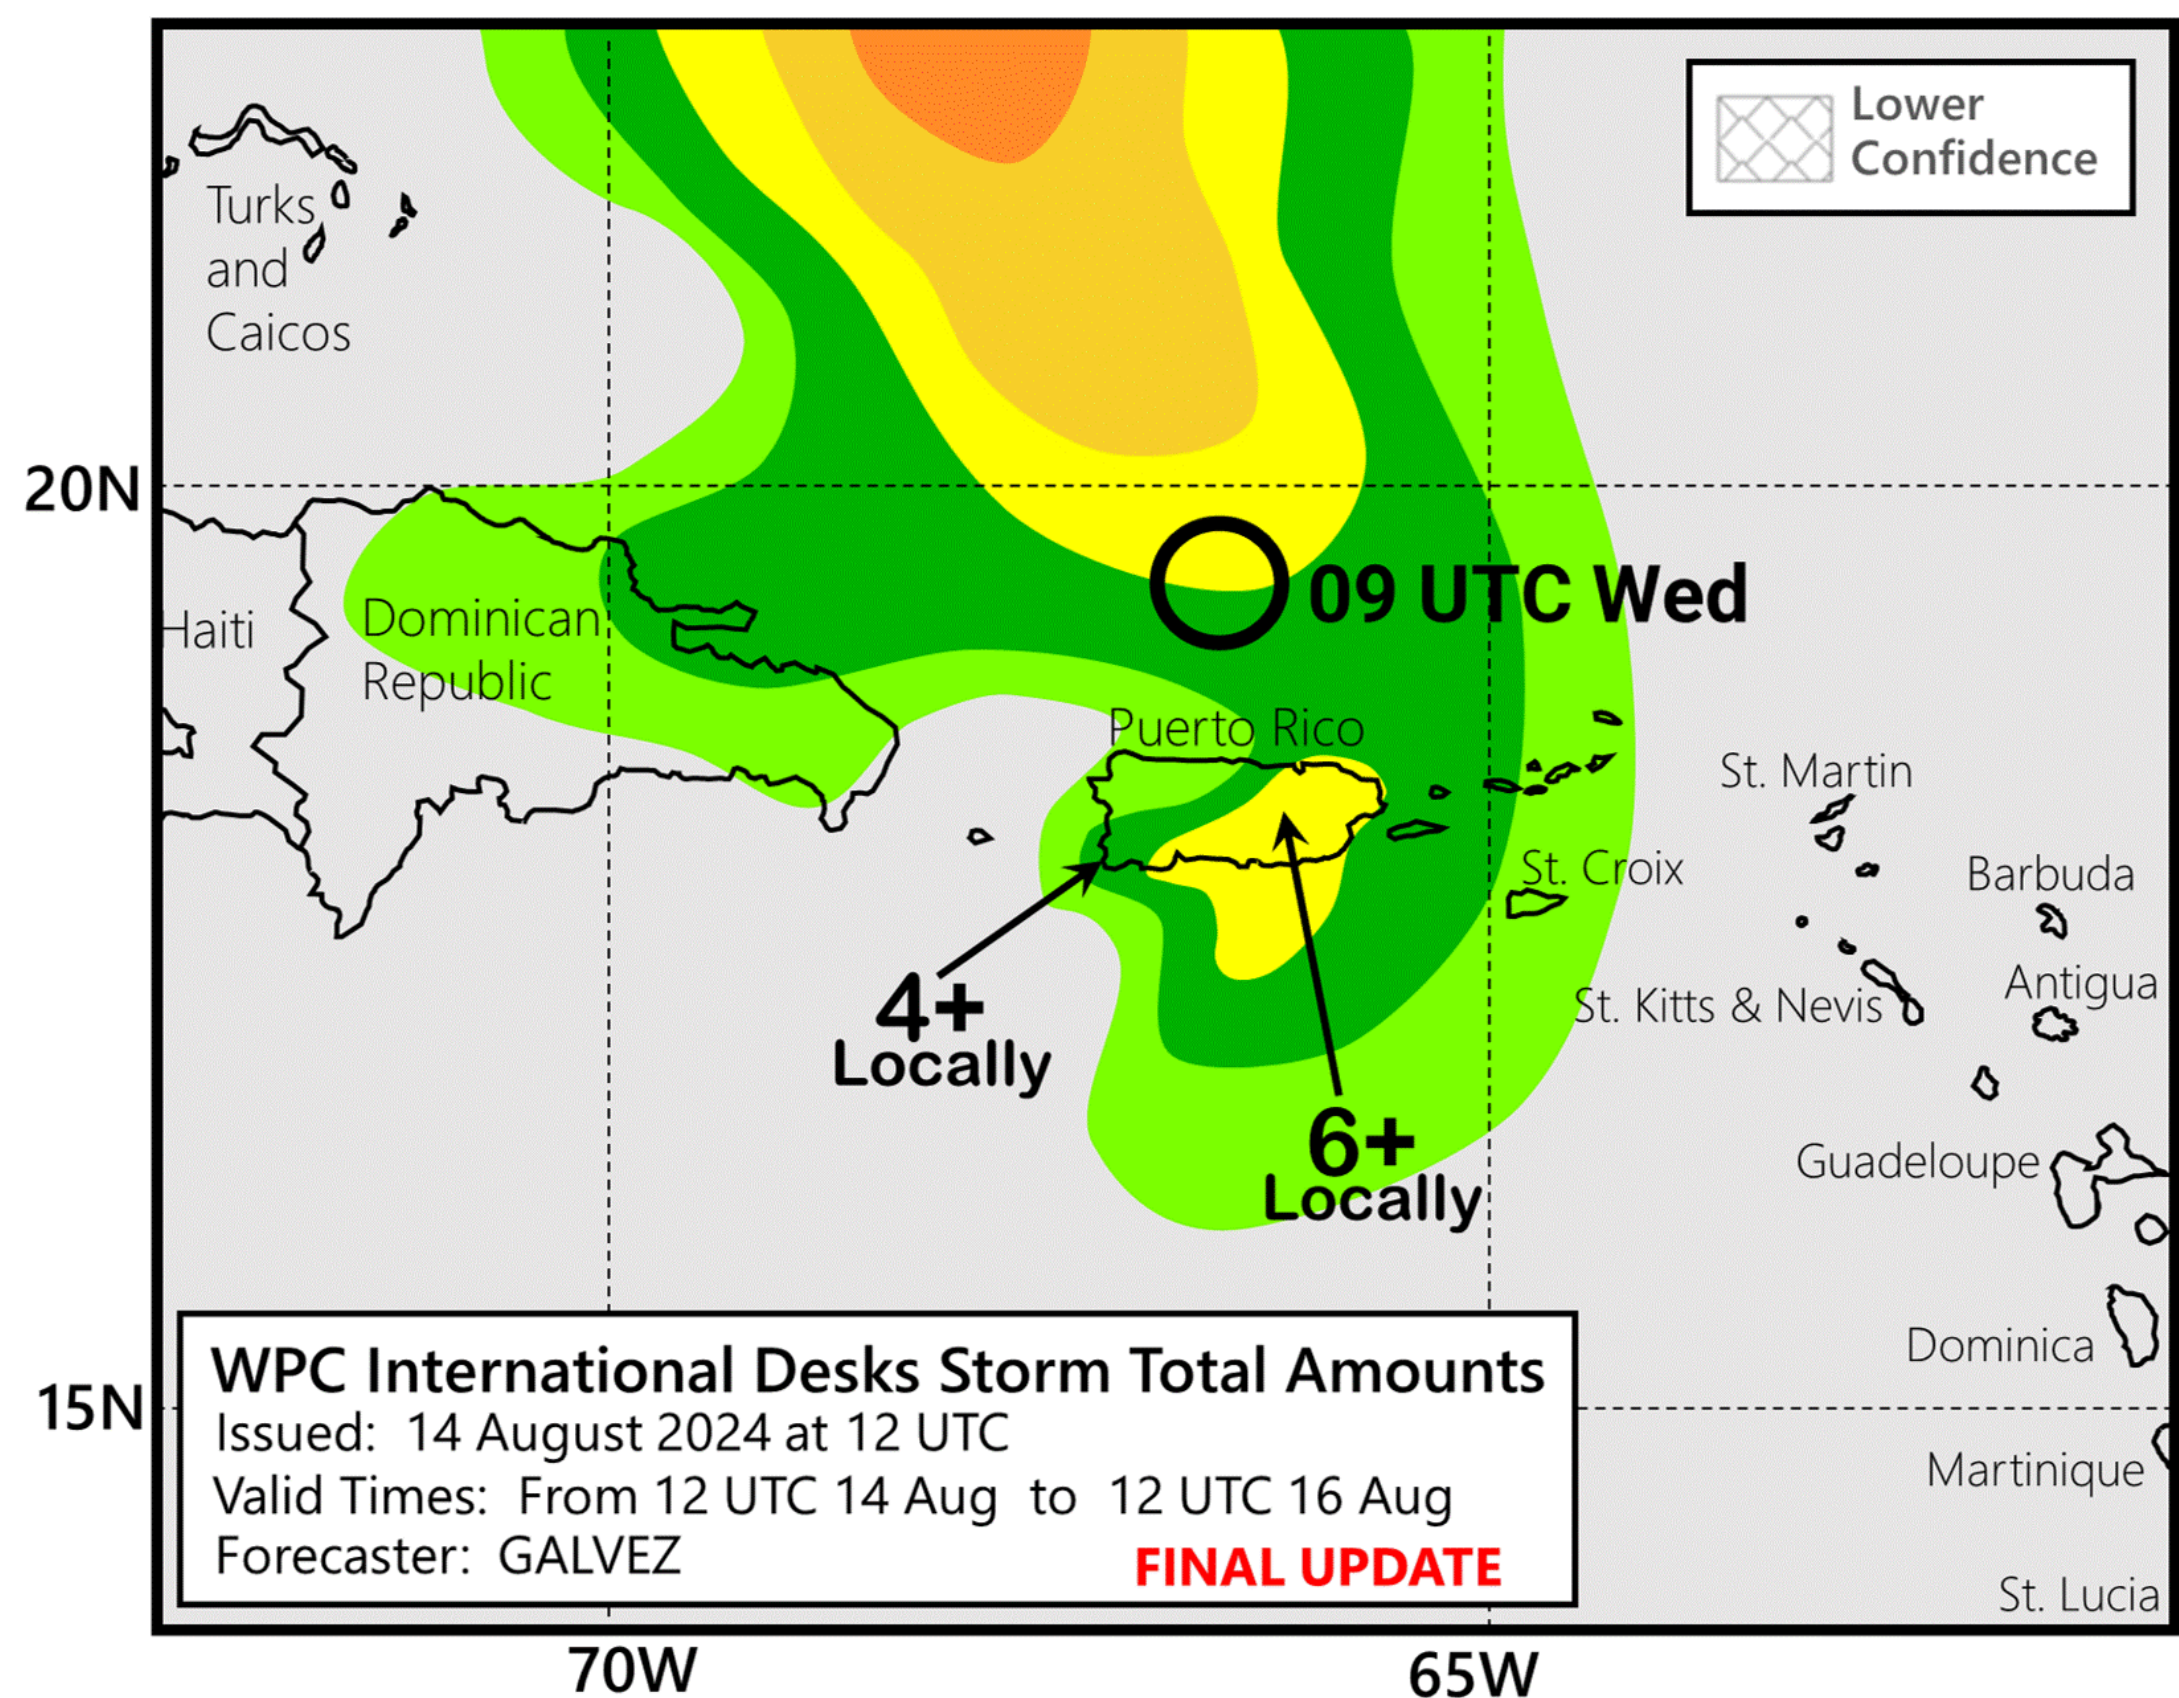 Lower
Confidence
Turks
and
Caicos
20N
09 UTC Wed
Haiti
Dominican
Republic
Puerto Rico
St. Martin
St. Croix
Barbuda
Antigua
St. Kitts & Nevis
4+
Locally
6+
Locally
Guadeloupe
Dominica
WPC International Desks Storm Total Amounts
Issued: 14 August 2024 at 12 UTC
Valid Times: From 12 UTC 14 Aug to 12 UTC 16 Aug
Forecaster: GALVEZ
FINAL UPDATE
15N
Martinique
St. Lucia
70W
65W